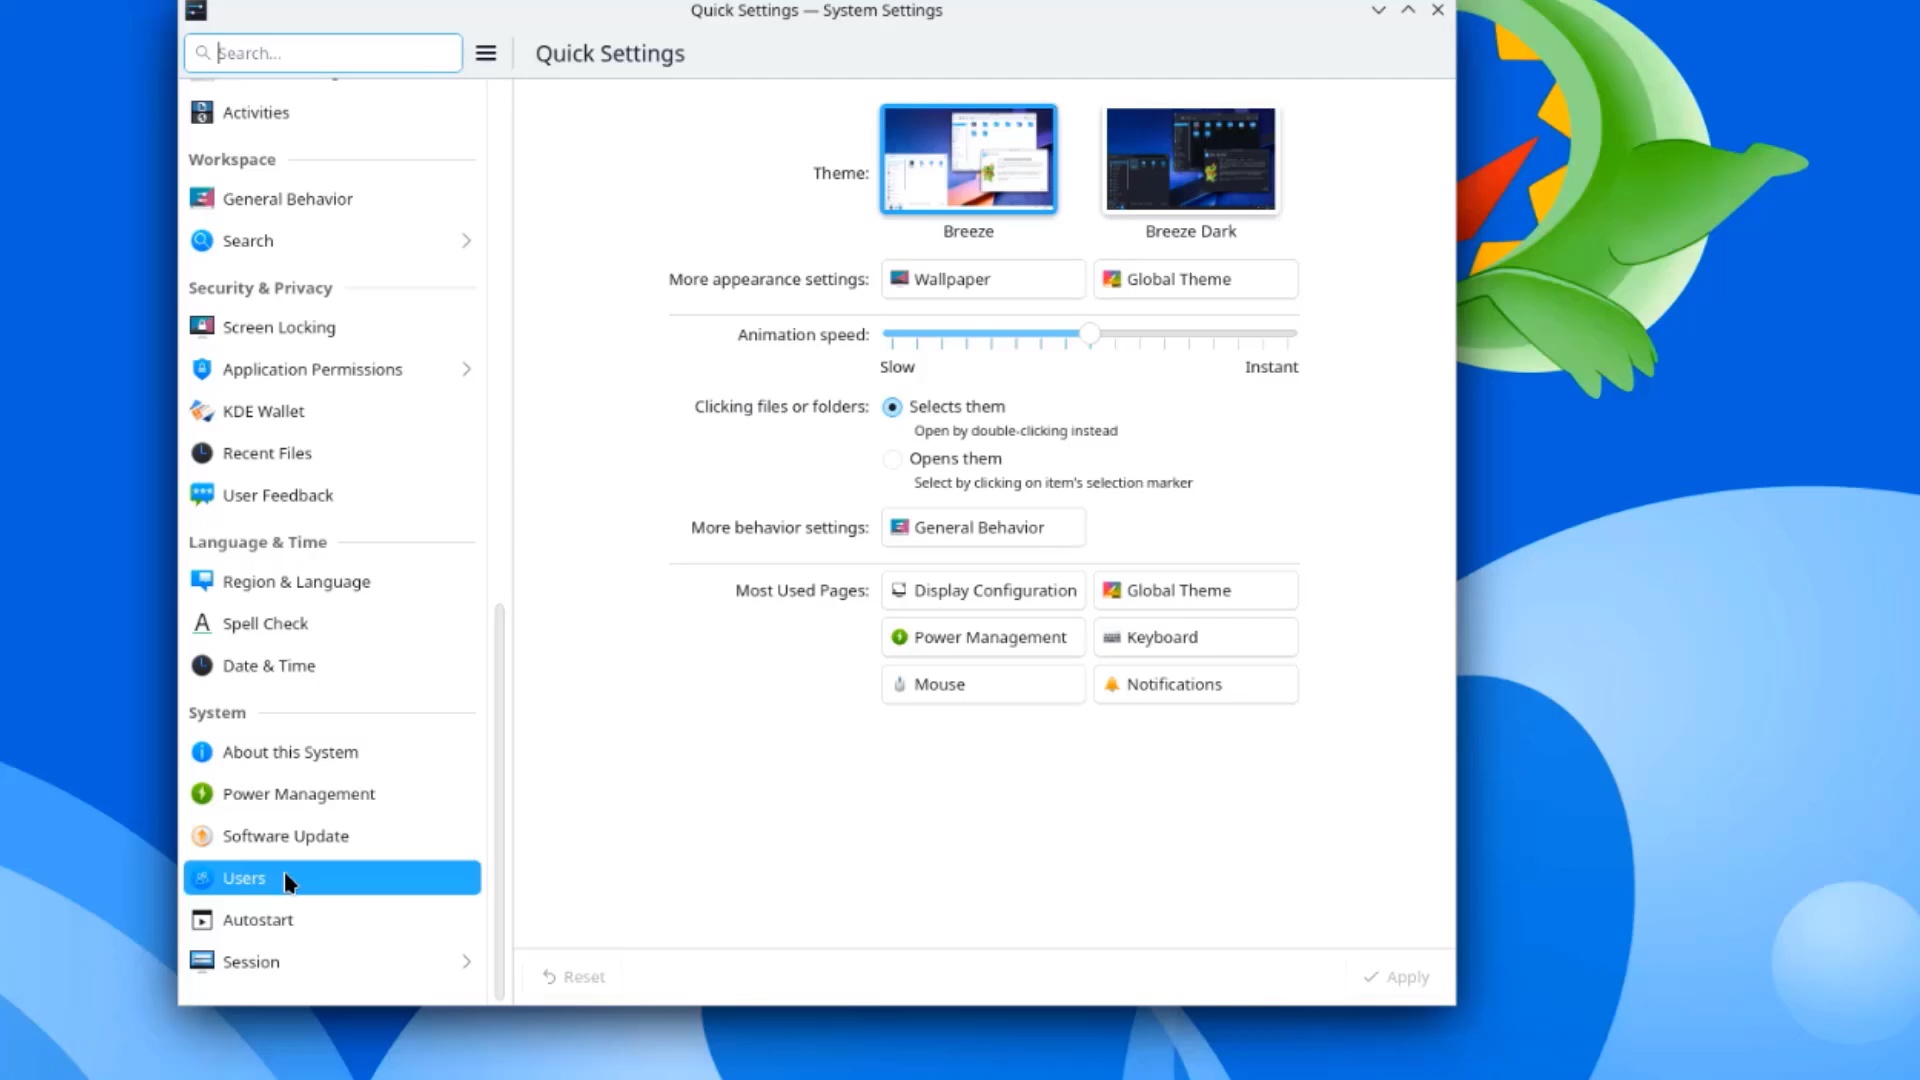 Quick Settings — System Settings
Search...
Quick Settings
Activities
Workspace
General Behavior
Search
Security & Privacy
Screen Locking
Application Permissions
KDE Wallet
Recent Files
User Feedback
Language & Time
Region & Language
Spell Check
Date & Time
System
About this System
Power Management
Software Update
Users
Autostart
Session
Theme:
Breeze
Breeze Dark
More appearance settings:
Wallpaper
Global Theme
Animation speed:
Slow
Instant
Clicking files or folders:
Selects them
Open by double-clicking instead
Opens them
Select by clicking on item's selection marker
More behavior settings:
General Behavior
Most Used Pages:
Display Configuration
Global Theme
Power Management
Keyboard
Mouse
Notifications
Reset
Apply